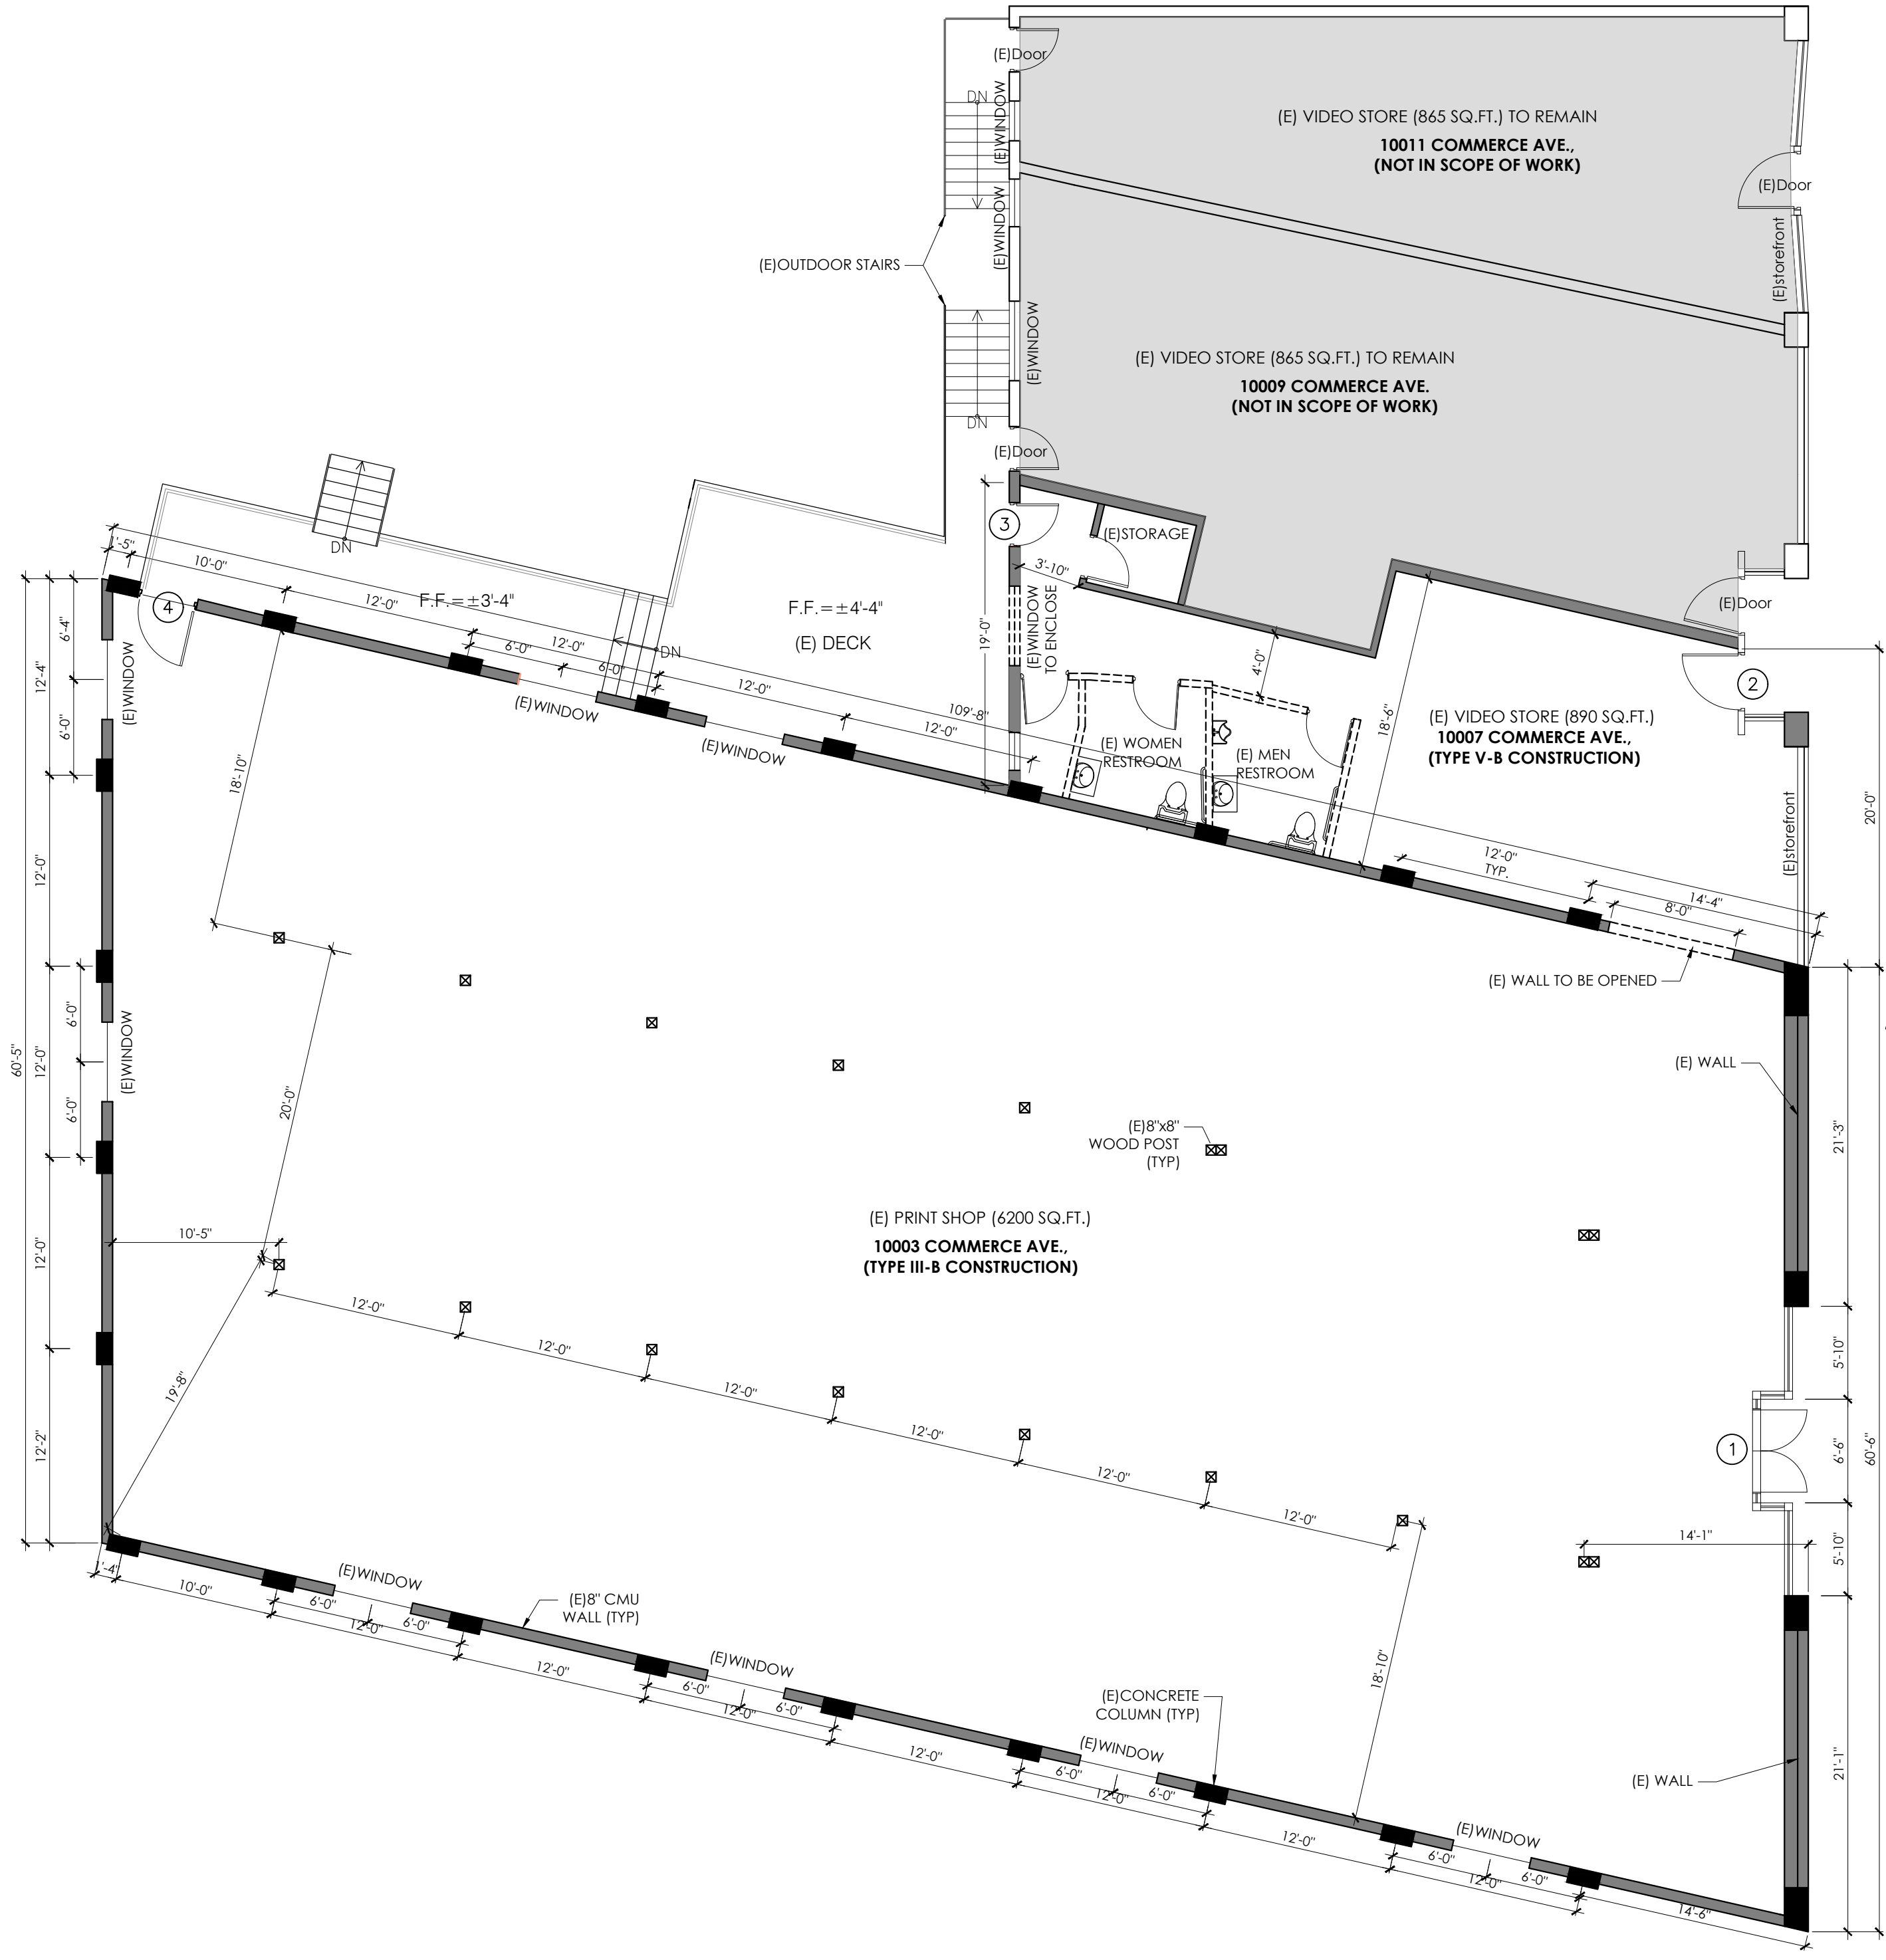 (E)Door
DN
(E)WINDOW
(E) VIDEO STORE (865 SQ.FT.) TO REMAIN
10011 COMMERCE AVE.,
(NOT IN SCOPE OF WORK)
(E)Door
(E)WINDOW
(E)storefront
(E)OUTDOOR STAIRS
(E)WINDOW
(E) VIDEO STORE (865 SQ.FT.) TO REMAIN
10009 COMMERCE AVE.
(NOT IN SCOPE OF WORK)
DN
(E)Door
3
(E)STORAGE
3'-10"
DN
1'-5"
10'-0"
12'-0"
F.F.=±3'-4"
F.F.=±4'-4"
(E) DECK
19'-0"
(E)WINDOW
TO ENCLOSE
(E)Door
4
6'-4"
12'-4"
6'-0"
(E)WINDOW
12'-0"
6'-0"
6'-0"
DN
12'-0"
109'-8"
12'-0"
4'-0"
2
(E)WINDOW
(E)WINDOW
(E) WOMEN
RESTROOM
(E) MEN
RESTROOM
18'-6"
(E) VIDEO STORE (890 SQ.FT.)
10007 COMMERCE AVE.,
(TYPE V-B CONSTRUCTION)
20'-0"
(E)storefront
18'-10"
12'-0"
TYP.
14'-4"
8'-0"
12'-0"
(E) WALL TO BE OPENED
6'-0"
12'-0"
60'-5"
(E)WINDOW
6'-0"
20'-0"
(E) WALL
21'-3"
(E)8"x8"
WOOD POST
(TYP)
(E) PRINT SHOP (6200 SQ.FT.)
10003 COMMERCE AVE.,
(TYPE III-B CONSTRUCTION)
10'-5"
12'-0"
12'-0"
12'-0"
12'-0"
12'-0"
12'-0"
12'-0"
5'-10"
1
6'-6"
60'-6"
19'-8"
12'-2"
14'-1"
5'-10"
1'-4"
10'-0"
(E)WINDOW
6'-0"
12'-0"
6'-0"
(E)8" CMU
WALL (TYP)
12'-0"
(E)WINDOW
6'-0"
12'-0"
6'-0"
18'-10"
(E)CONCRETE
COLUMN (TYP)
12'-0"
(E)WINDOW
6'-0"
12'-0"
6'-0"
(E) WALL
21'-1"
12'-0"
(E)WINDOW
6'-0"
12'-0"
6'-0"
14'-6"